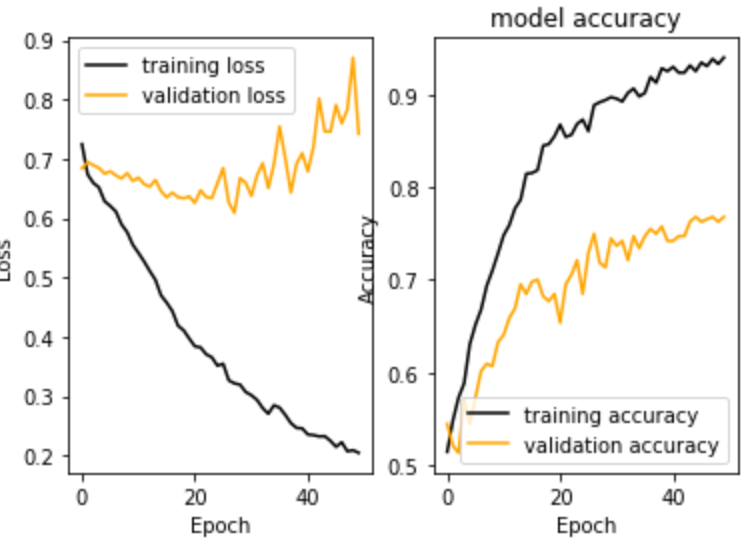 model accuracy
training loss
validation loss
0.9
0.8
0.7
0.6
0.5
0.4
0.3
0.2
Loss
0
20
40
Epoch
0.9
0.8
0.7
0.6
0.5
Accuracy
training accuracy
validation accuracy
0
20
40
Epoch